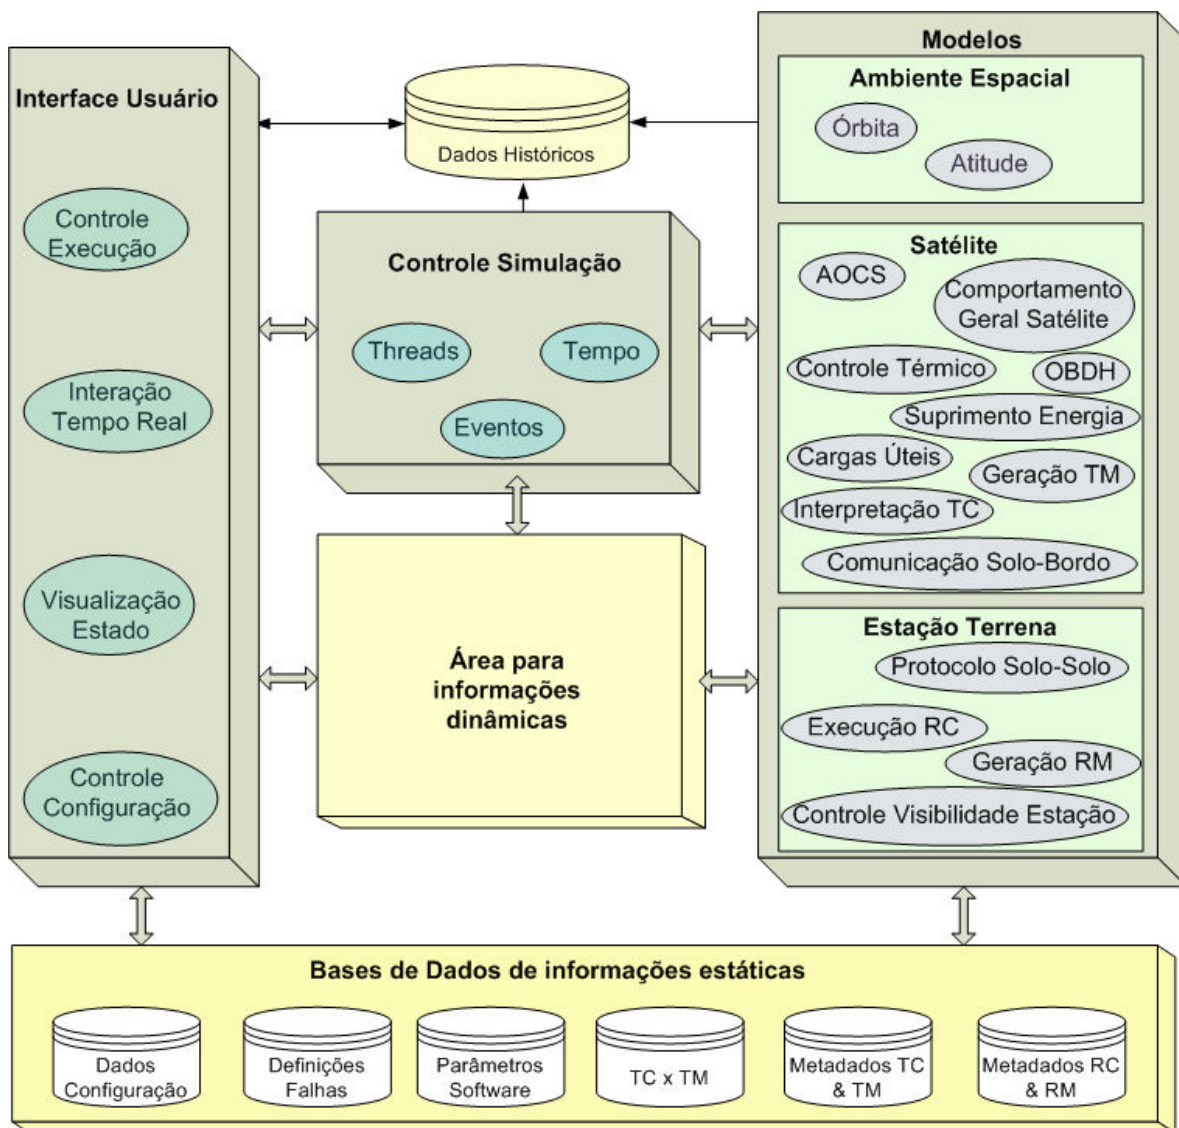 Interface Usuário
Controle
Execução
Interação
Tempo Real
Visualização
Estado
Controle
Configuração
Dados Históricos
Controle Simulação
Threads
Tempo
Eventos
Área para
informações
dinâmicas
Modelos
Ambiente Espacial
Órbita
Atitude
Satélite
AOCS
Comportamento
Geral Satélite
Controle Térmico
OBDH
Suprimento Energia
Cargas Úteis
Geração TM
Interpretação TC
Comunicação Solo-Bordo
Estação Terrena
Protocolo Solo-Solo
Execução RC
Geração RM
Controle Visibilidade Estação
Bases de Dados de informações estáticas
Dados
Configuração
Definições
Falhas
Parâmetros
Software
TC x TM
Metadados TC
& TM
Metadados RC
& RM